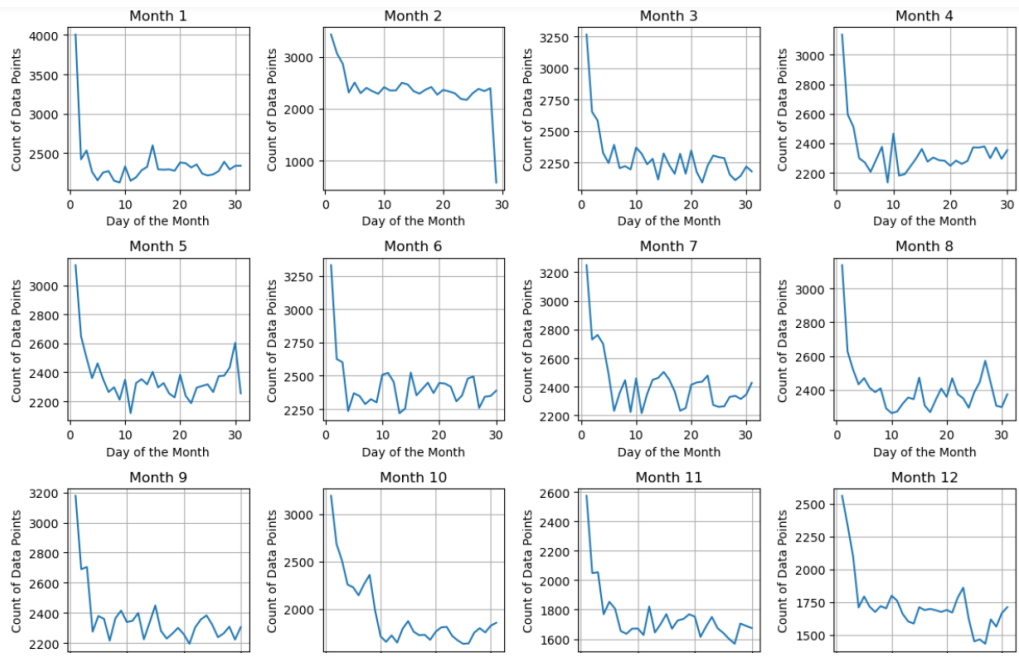 Month 1
Month 2
Month 3
Month 4
Count of Data Points
4000
3500
3000
2500
0
10
20
30
Day of the Month
Count of Data Points
3000
2000
1000
0
10
20
30
Day of the Month
Count of Data Points
3250
3000
2750
2500
2250
0
10
20
30
Day of the Month
Count of Data Points
3000
2800
2600
2400
2200
0
10
20
30
Day of the Month
Month 5
Month 6
Month 7
Month 8
Count of Data Points
3000
2800
2600
2400
2200
0
10
20
30
Day of the Month
Count of Data Points
3250
3000
2750
2500
2250
0
10
20
30
Day of the Month
Count of Data Points
3200
3000
2800
2600
2400
2200
0
10
20
30
Day of the Month
Count of Data Points
3000
2800
2600
2400
0
10
20
30
Day of the Month
Month 9
Month 10
Month 11
Month 12
Count of Data Points
3200
3000
2800
2600
2400
2200
Count of Data Points
3000
2500
2000
Count of Data Points
2600
2400
2200
2000
1800
1600
Count of Data Points
2500
2250
2000
1750
1500